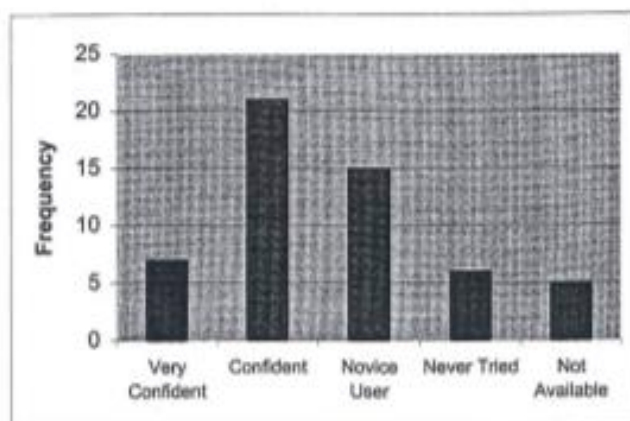 25
20
15
10
5
0
Frequency
Very Confident
Confident
Novice User
Never Tried
Not Available